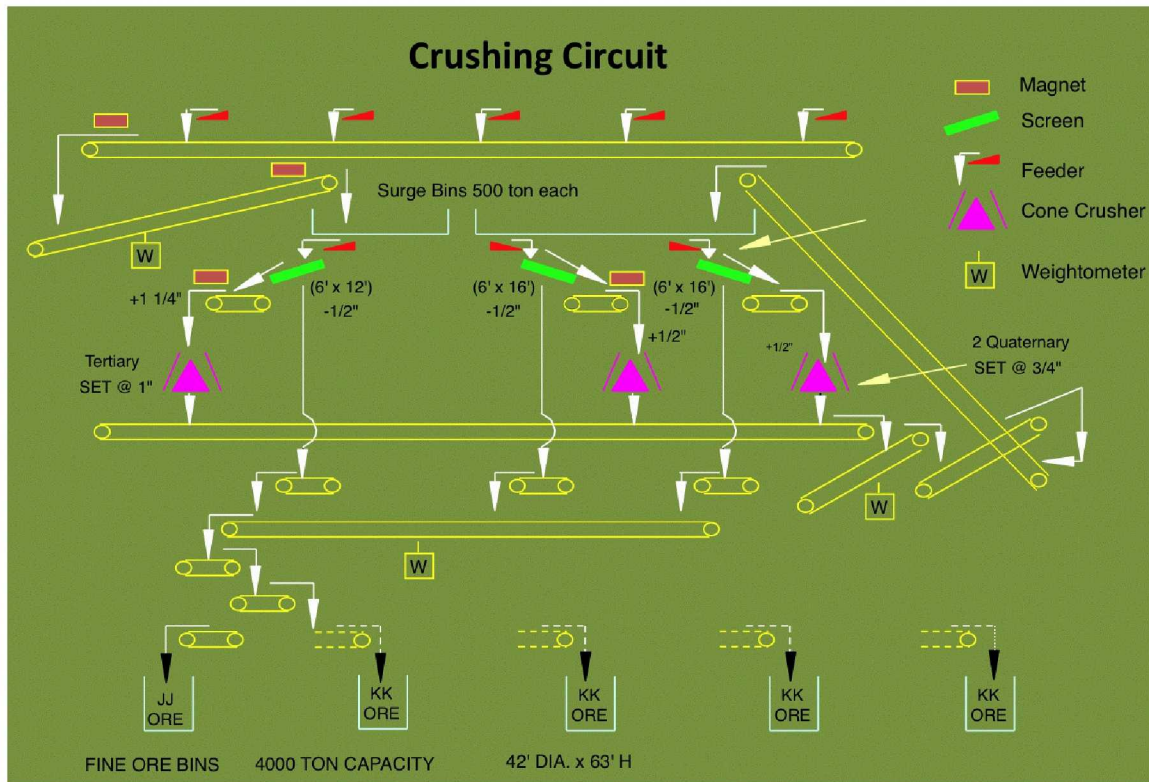 Crushing Circuit
Magnet
Screen
Feeder
Cone Crusher
W
Weightometer
Surge Bins 500 ton each
W
+1 1/4"
(6' x 12')
-1/2"
(6' x 16')
-1/2"
(6' x 16')
-1/2"
+1/2"
+1/2"
Tertiary
SET @ 1"
2 Quaternary
SET @ 3/4"
W
W
JJ
ORE
KK
ORE
KK
ORE
KK
ORE
KK
ORE
FINE ORE BINS
4000 TON CAPACITY
42' DIA. x 63' H